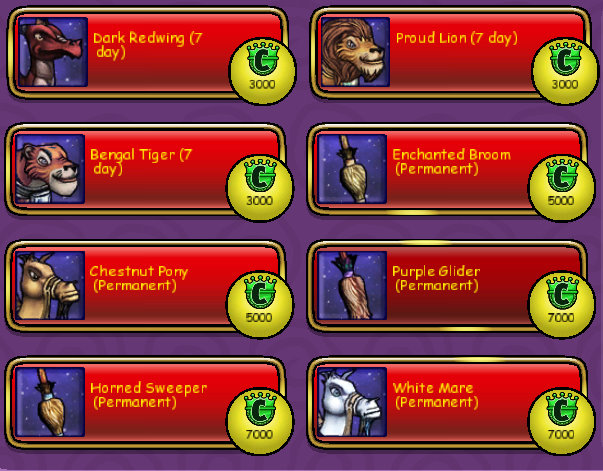 Dark Redwing (7
day)
3000
Proud Lion (7 day)
3000
Bengal Tiger (7
day)
3000
Enchanted Broom
(Permanent)
5000
Chestnut Pony
(Permanent)
5000
Purple Glider
(Permanent)
7000
Horned Sweeper
(Permanent)
7000
White Mare
(Permanent)
7000